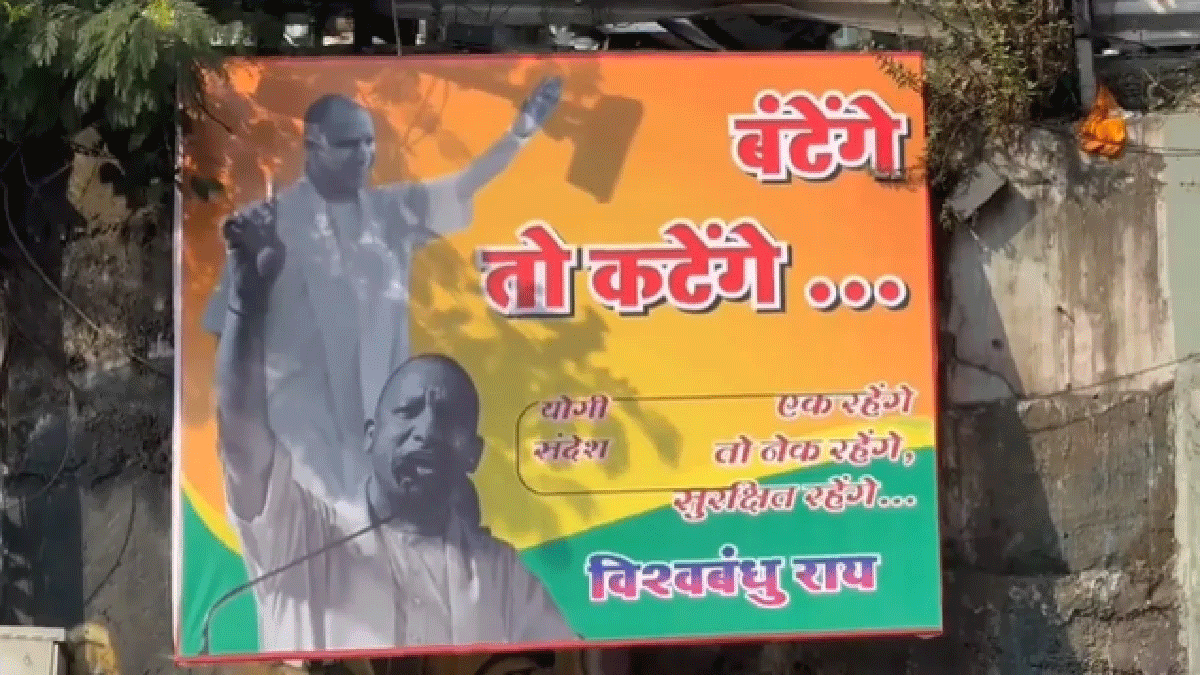 बंटेंगे
तो कटेंगे ...
योगी
संदेश
एक रहेंगे
तो नेक रहेंगे,
सुरक्षित रहेंगे...
विश्वबंधु राय